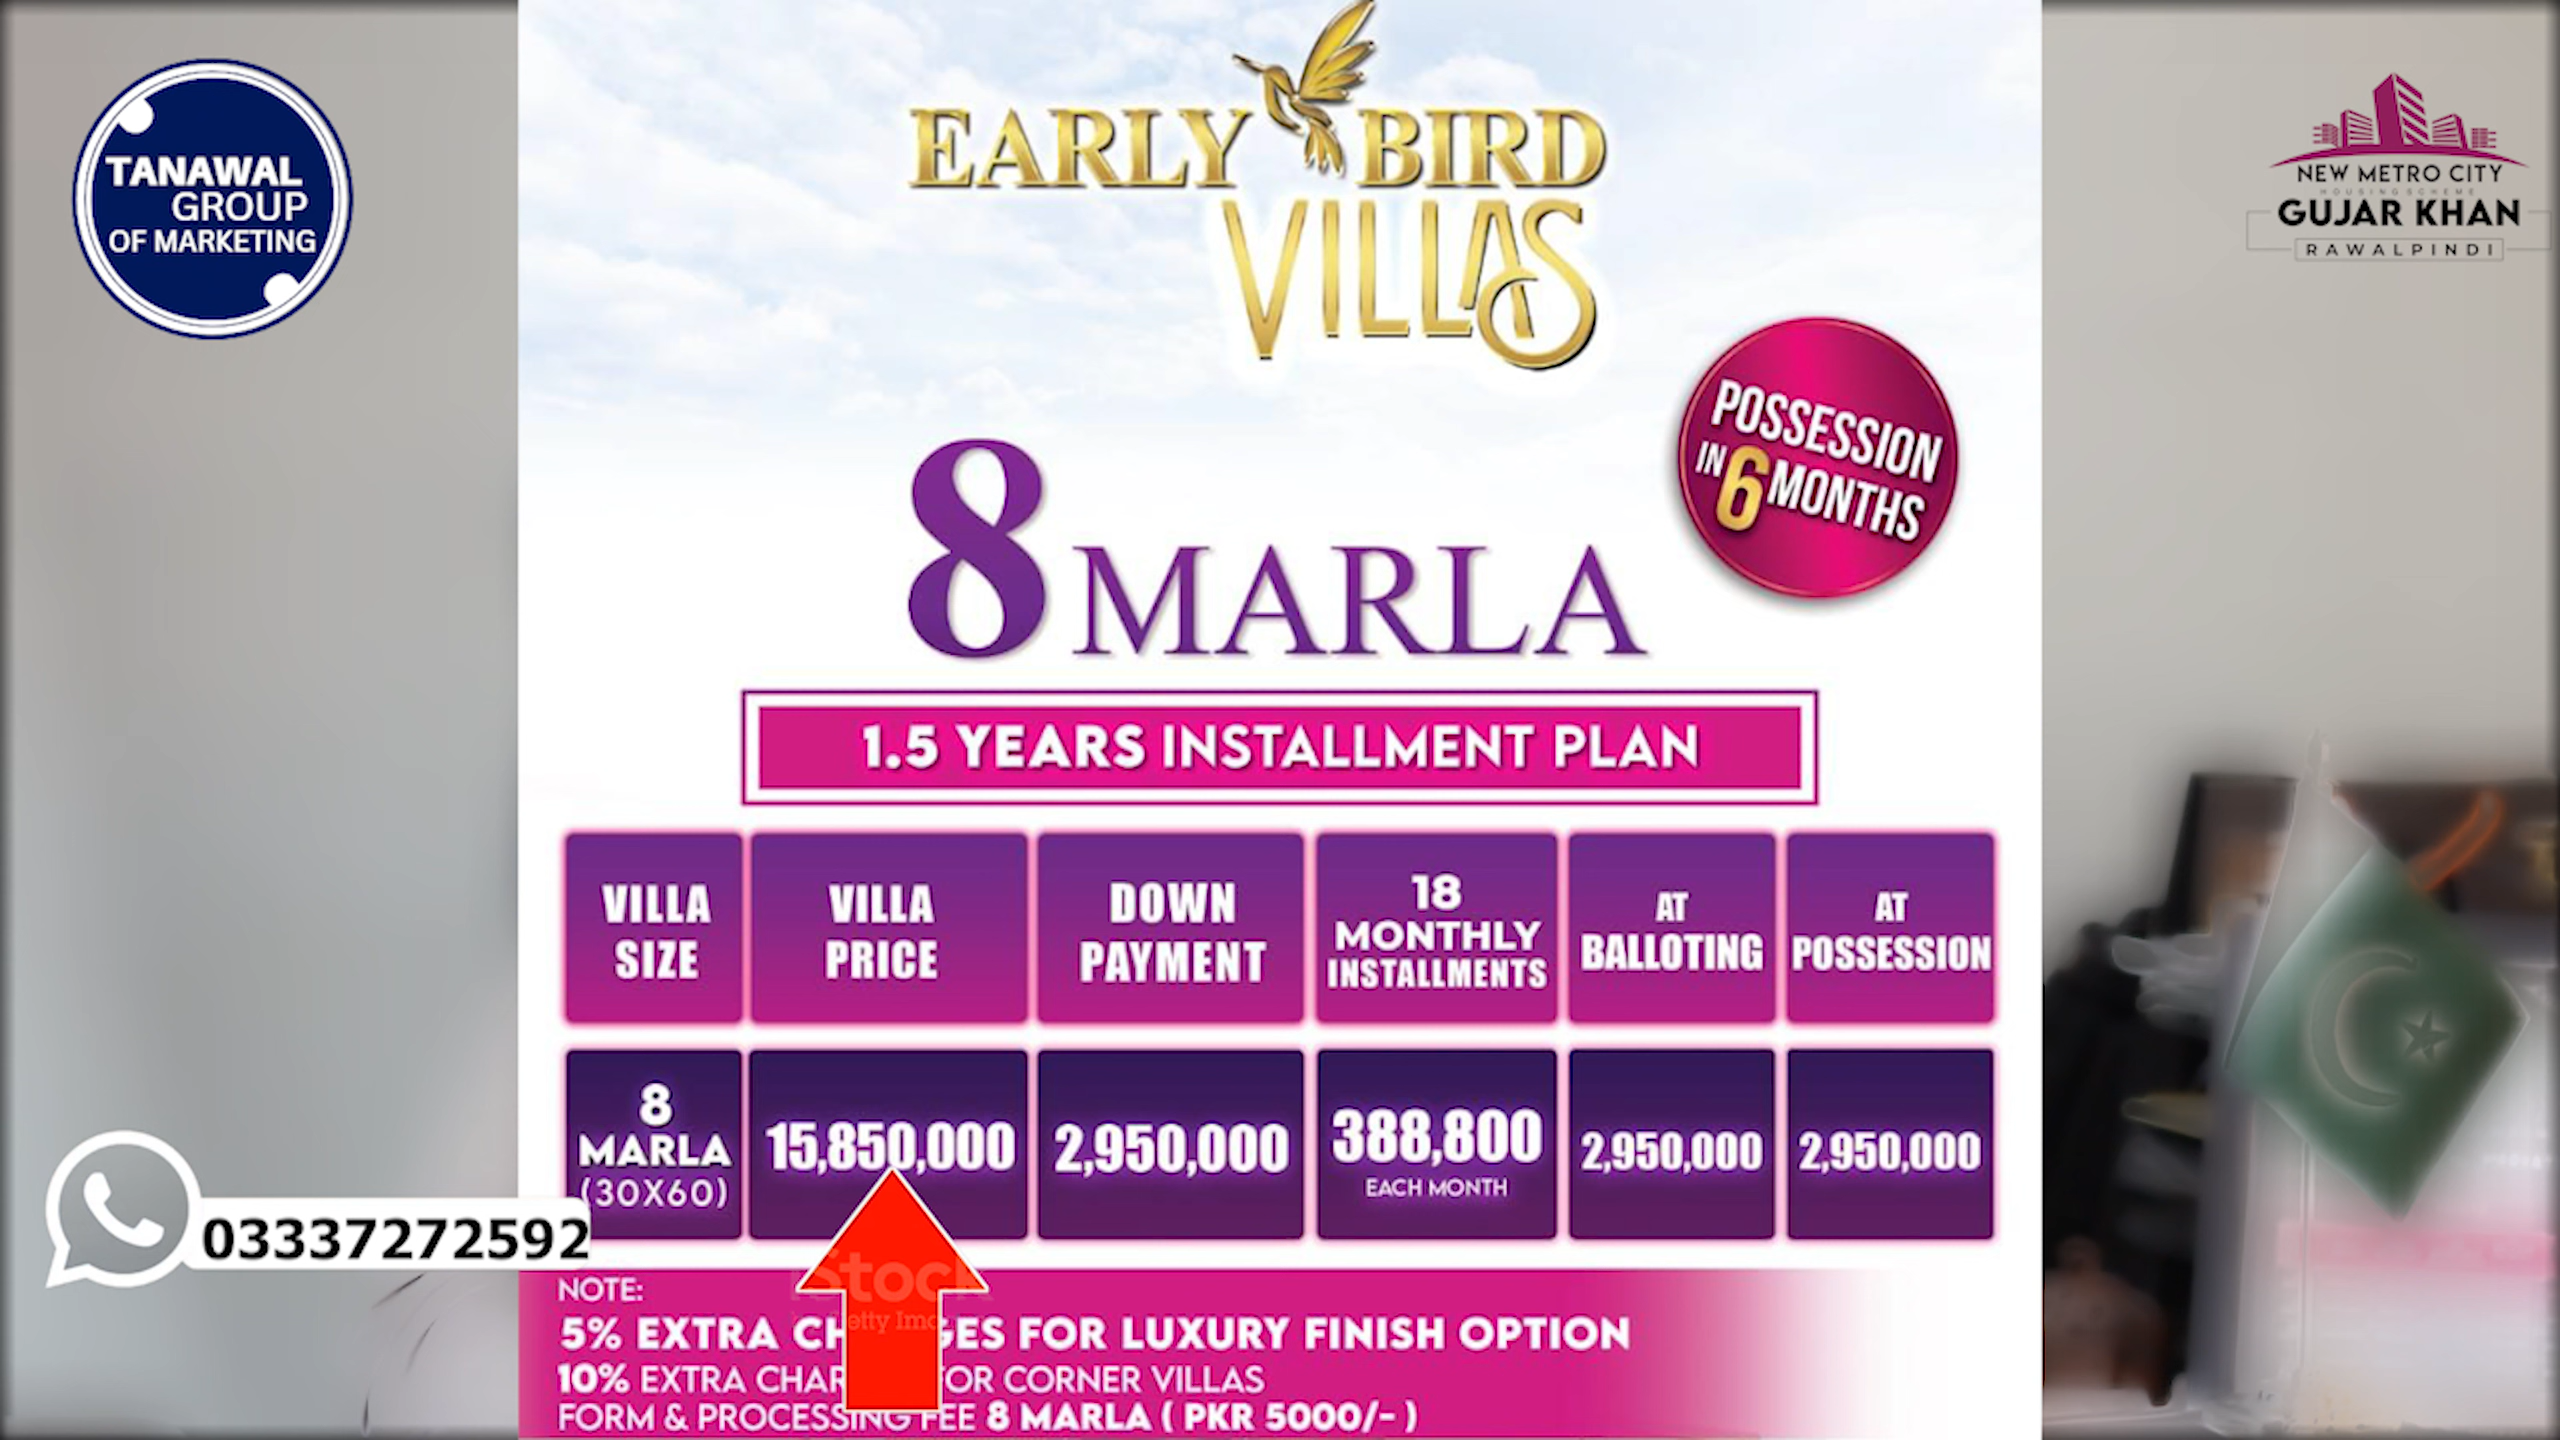 TANAWAL
GROUP
OF MARKETING
EARLY BIRD
VILLAS
NEW METRO CITY
HOUSING SCHEME
GUJAR KHAN
RAWALPINDI
POSSESSION
IN 6 MONTHS
8 MARLA
1.5 YEARS INSTALLMENT PLAN
VILLA
SIZE
VILLA
PRICE
DOWN
PAYMENT
18
MONTHLY
INSTALLMENTS
AT
BALLOTING
AT
POSSESSION
8
MARLA
(30X60)
15,850,000
2,950,000
388,800
EACH MONTH
2,950,000
2,950,000
03337272592
NOTE:
5% EXTRA CH GES FOR LUXURY FINISH OPTION
10% EXTRA CHAR OR CORNER VILLAS
FORM & PROCESSING FEE 8 MARLA ( PKR 5000/- )